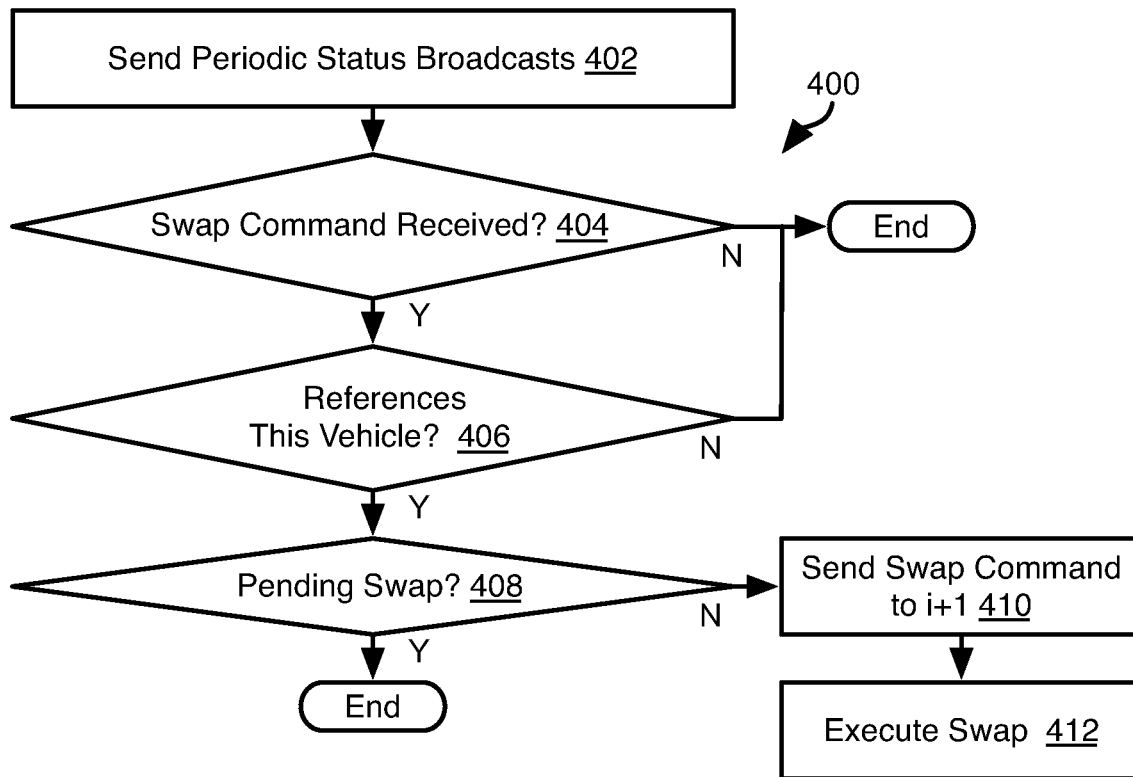 Send Periodic Status Broadcasts 402
400
Swap Command Received? 404
End
N
Y
References
This Vehicle? 406
N
Y
Pending Swap? 408
N
Send Swap Command
to i+1 410
Y
End
Execute Swap 412